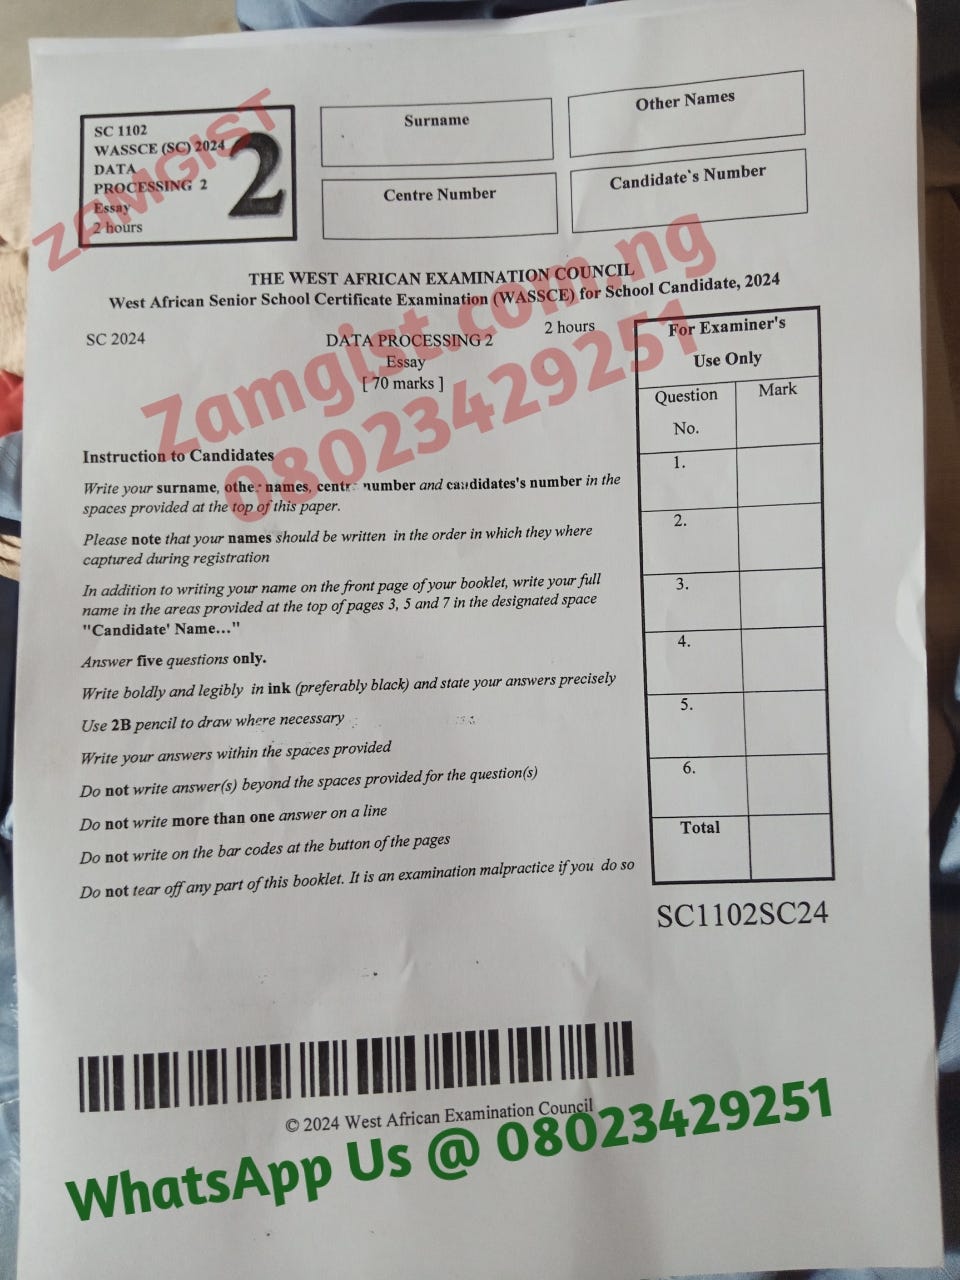 SC 1102
WASSCE (SC) 2024
DATA
PROCESSING 2
Essay
2 hours
2
Surname
Other Names
Centre Number
Candidate`s Number
ZAMGIST
THE WEST AFRICAN EXAMINATION COUNCIL
West African Senior School Certificate Examination (WASSCE) for School Candidate, 2024
SC 2024
DATA PROCESSING 2
2 hours
Essay
[ 70 marks ]
Zamgist.com.ng
08023429251
For Examiner's
Use Only
Question
No.
Mark
1.
2.
3.
4.
5.
6.
Total
Instruction to Candidates
Write your surname, other names, centre number and candidates's number in the
spaces provided at the top of this paper.
Please note that your names should be written in the order in which they where
captured during registration
In addition to writing your name on the front page of your booklet, write your full
name in the areas provided at the top of pages 3, 5 and 7 in the designated space
"Candidate' Name..."
Answer five questions only.
Write boldly and legibly in ink (preferably black) and state your answers precisely
Use 2B pencil to draw where necessary
Write your answers within the spaces provided
Do not write answer(s) beyond the spaces provided for the question(s)
Do not write more than one answer on a line
Do not write on the bar codes at the button of the pages
Do not tear off any part of this booklet. It is an examination malpractice if you do so
SC1102SC24
© 2024 West African Examination Council
WhatsApp Us @ 08023429251